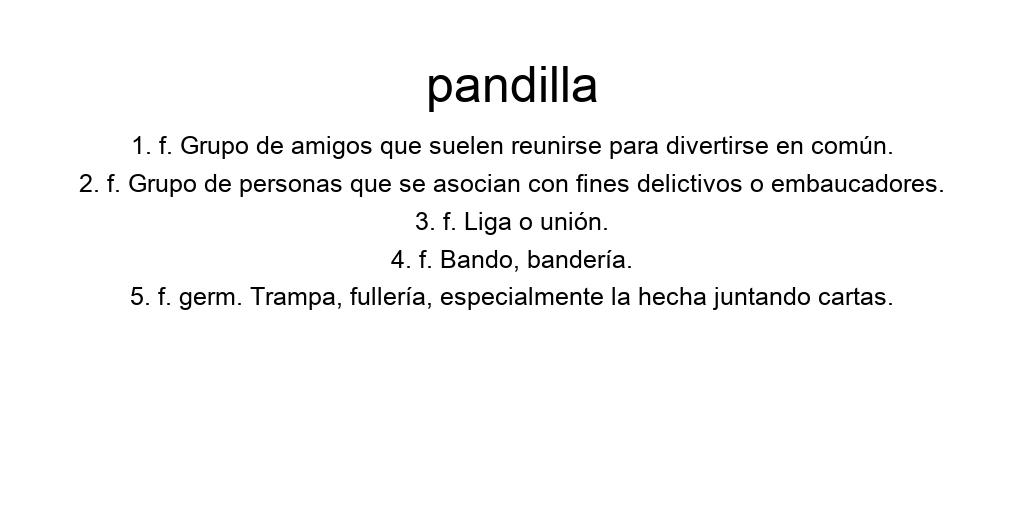 pandilla
1. f. Grupo de amigos que suelen reunirse para divertirse en común.
2. f. Grupo de personas que se asocian con fines delictivos o embaucadores.
3. f. Liga o unión.
4. f. Bando, bandería.
5. f. germ. Trampa, fullería, especialmente la hecha juntando cartas.